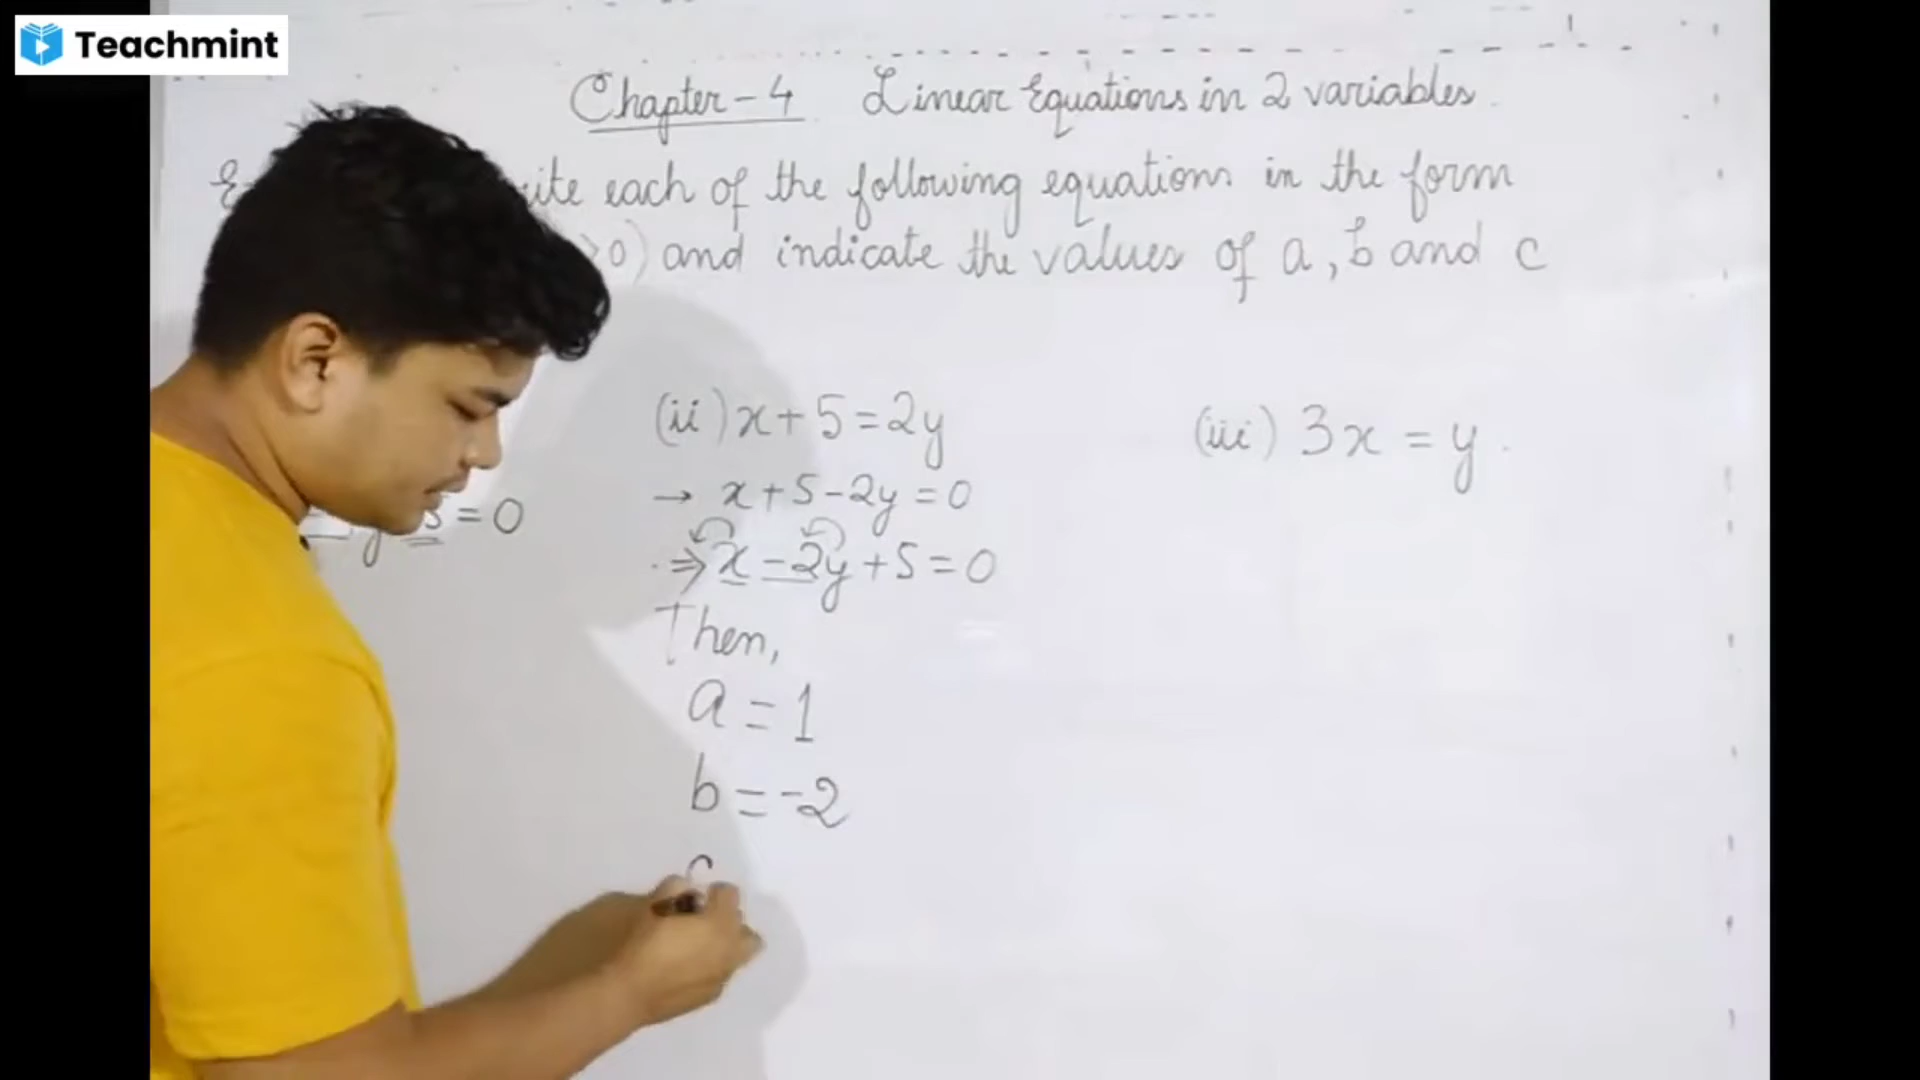 Teachmint
Chapter-4 Linear Equations in 2 variables
each of the following equations in the form
>0) and indicate the values of a, b and c
(ii) x+5=2y
(iii) 3x = y.
→ x+5-2y=0
=0
⇒ x-2y+5=0
Then,
a=1
b=-2
c